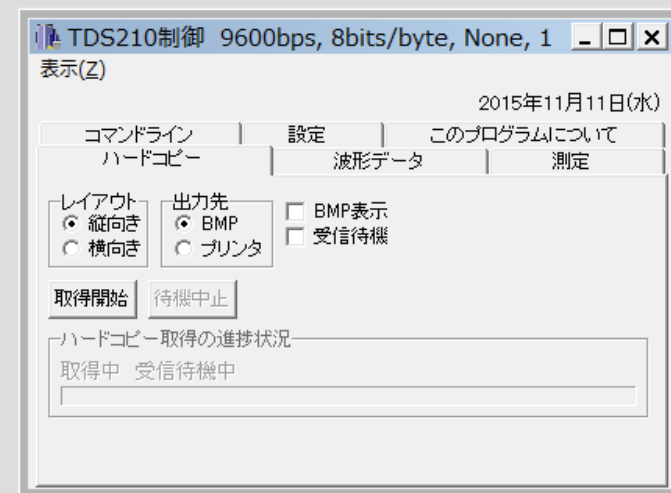 TDS210制御 9600bps, 8bits/byte, None, 1
表示(Z)
2015年11月11日(水)
コマンドライン 設定 このプログラムについて
ハードコピー 波形データ 測定
レイアウト 出力先
縦向き BMP BMP表示
横向き プリンタ 受信待機
取得開始 待機中止
ハードコピー取得の進捗状況
取得中 受信待機中